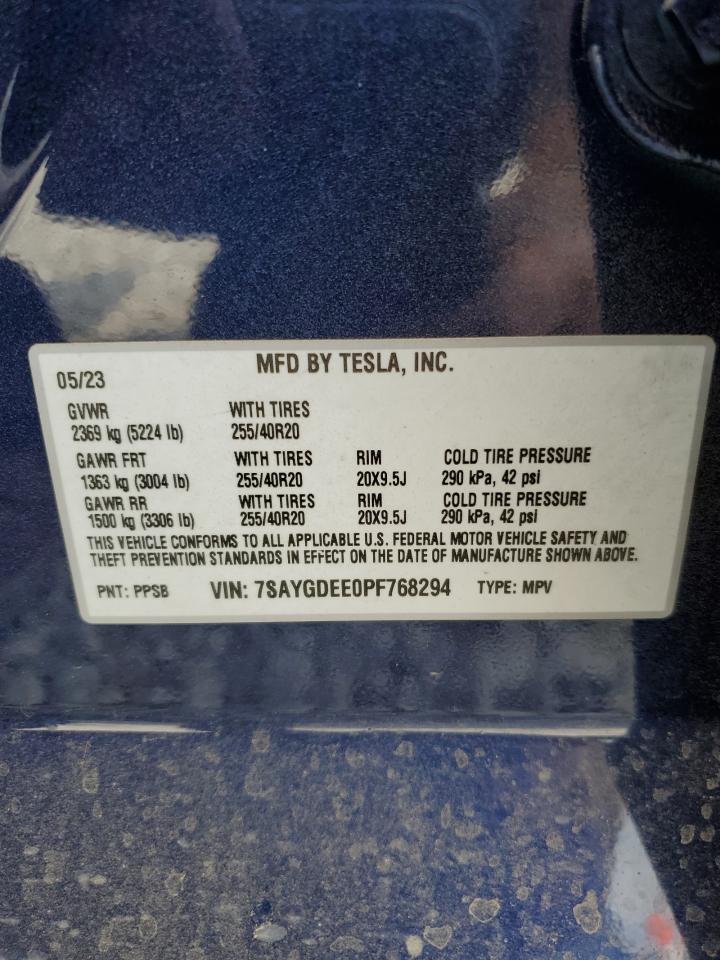 MFD BY TESLA, INC.
05/23
GVWR WITH TIRES
2369 kg (5224 lb) 255/40R20
GAWR FRT WITH TIRES RIM COLD TIRE PRESSURE
1363 kg (3004 lb) 255/40R20 20X9.5J 290 kPa, 42 psi
GAWR RR WITH TIRES RIM COLD TIRE PRESSURE
1500 kg (3306 lb) 255/40R20 20X9.5J 290 kPa, 42 psi
THIS VEHICLE CONFORMS TO ALL APPLICABLE U.S. FEDERAL MOTOR VEHICLE SAFETY AND
THEFT PREVENTION STANDARDS IN EFFECT ON THE DATE OF MANUFACTURE SHOWN ABOVE.
PNT: PPSB VIN: 7SAYGDEE0PF768294 TYPE: MPV